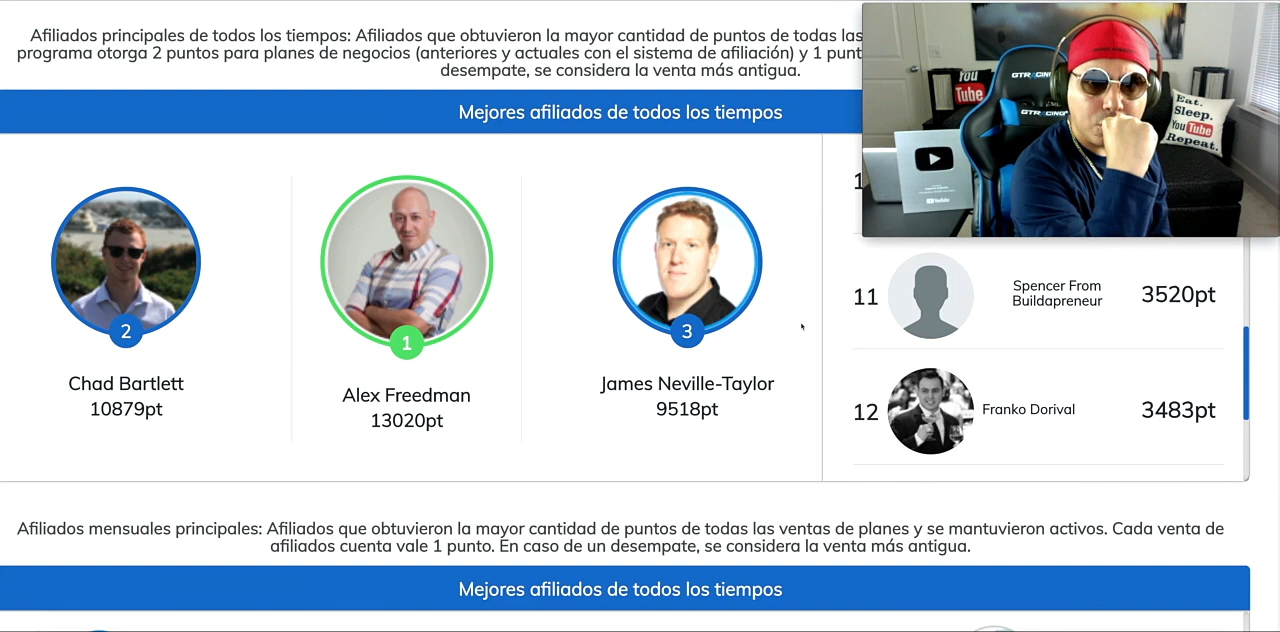 Afiliados principales de todos los tiempos: Afiliados que obtuvieron la mayor cantidad de puntos de todas las
programa otorga 2 puntos para planes de negocios (anteriores y actuales con el sistema de afiliación) y 1 punt
desempate, se considera la venta más antigua.
Mejores afiliados de todos los tiempos
2
Chad Bartlett
10879pt
1
Alex Freedman
13020pt
3
James Neville-Taylor
9518pt
1
11
Spencer From
Buildapreneur
3520pt
12
Franko Dorival
3483pt
You
Tube
GTRACING
GTRACING
YouTube
Eat.
Sleep.
YouTube
Repeat.
Afiliados mensuales principales: Afiliados que obtuvieron la mayor cantidad de puntos de todas las ventas de planes y se mantuvieron activos. Cada venta de
afiliados cuenta vale 1 punto. En caso de un desempate, se considera la venta más antigua.
Mejores afiliados de todos los tiempos